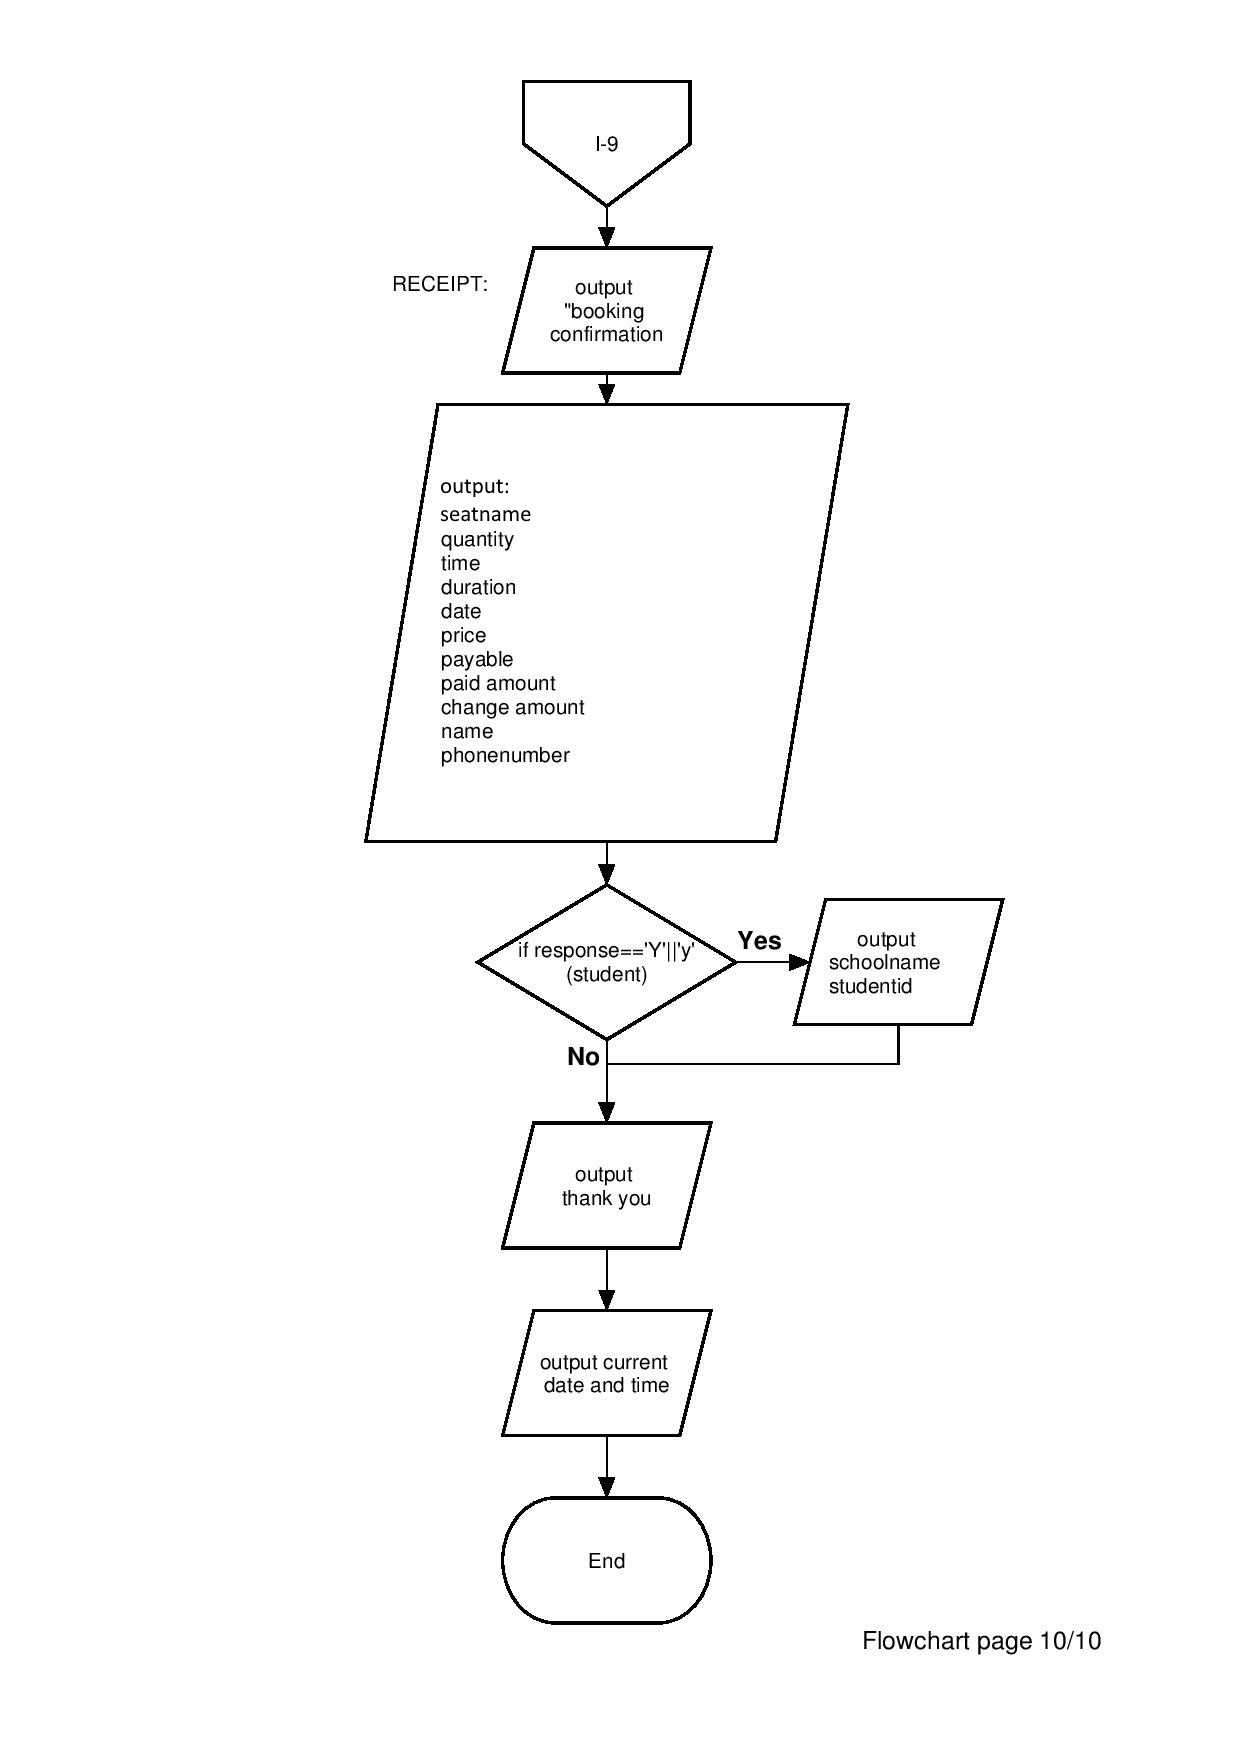 I-9
RECEIPT:
output
"booking
confirmation
output:
seatname
quantity
time
duration
date
price
payable
paid amount
change amount
name
phonenumber
if response=='Y'||'y'
(student)
Yes
output
schoolname
studentid
No
output
thank you
output current
date and time
End
Flowchart page 10/10